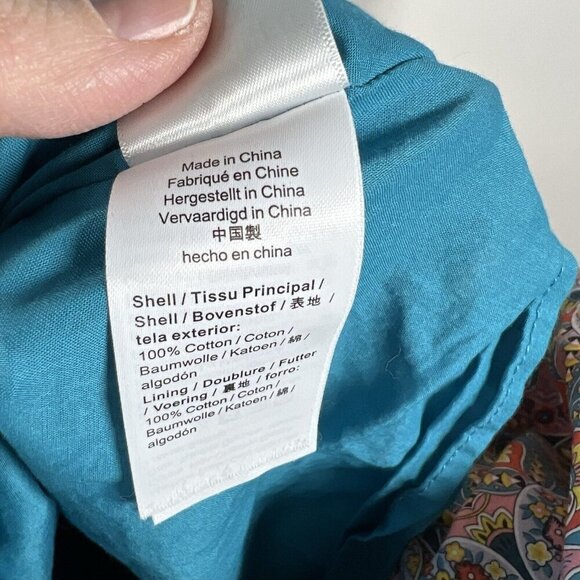 Made in China
Fabriqué en Chine
Hergestellt in China
Vervaardigd in China
中国製
hecho en china
Shell / Tissu Principal /
Shell / Bovenstof / 表地 /
tela exterior:
100% Cotton / Coton /
Baumwolle / Katoen / 綿 /
algodón
Lining / Doublure / Futter
/ Voering / 裏地 / forro:
100% Cotton / Coton /
Baumwolle / Katoen / 綿 /
algodón